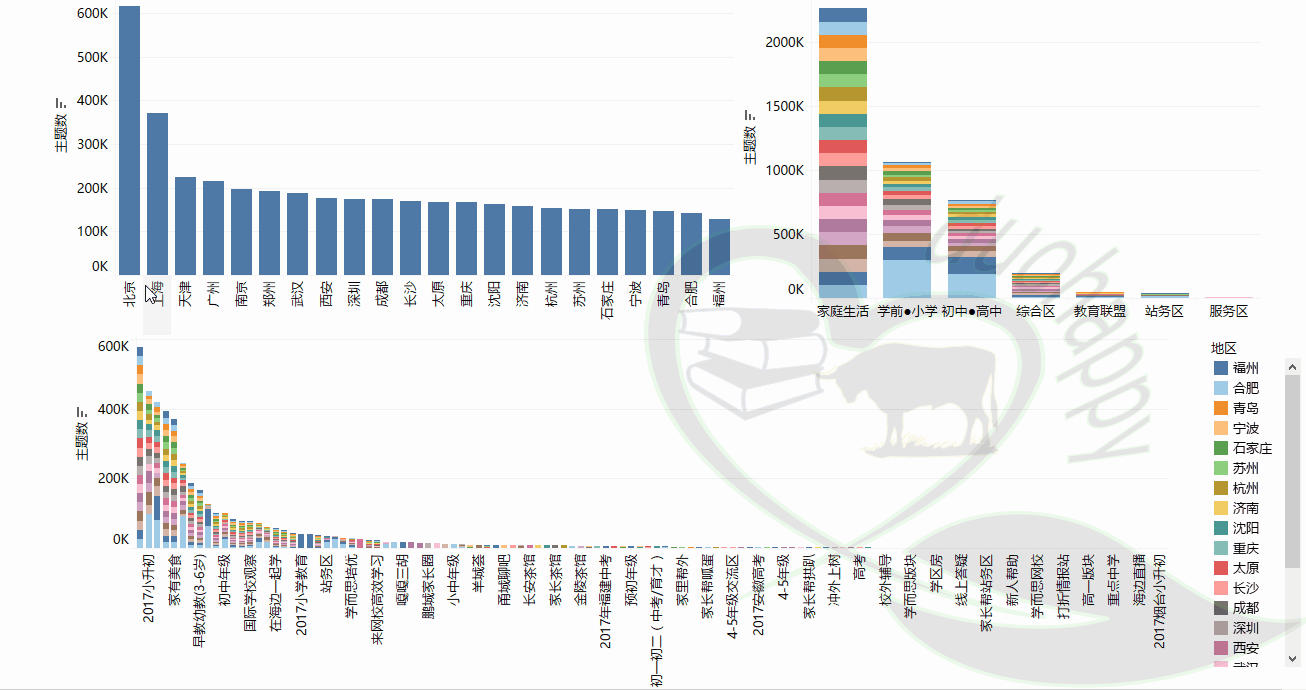 600K
500K
400K
300K
200K
100K
0K
主题数
北京
上海
天津
广州
南京
郑州
武汉
西安
深圳
成都
长沙
太原
重庆
沈阳
济南
杭州
苏州
石家庄
宁波
青岛
合肥
福州
2000K
1500K
1000K
500K
0K
主题数
家庭生活
学前●小学
初中●高中
综合区
教育联盟
站务区
服务区
600K
400K
200K
0K
主题数
2017小升初
家有美食
早教幼教(3-6岁)
初中年级
国际学校观察
在海边一起学
2017小学教育
站务区
学而思培优
来网校高效学习
嘎嘎三胡
鹏城家长圈
小中年级
羊城荟
甬城聊吧
长安茶馆
家长茶馆
金陵茶馆
2017年福建中考
预初年级
初一初二（中考/育才）
家里帮外
家长帮呱蛋
4-5年级交流区
2017安徽高考
4-5年级
家长帮拱趴
冲外上树
高考
校外辅导
学而思版块
学区房
线上答疑
家长帮站务区
新人帮助
学而思网校
打折情报站
高一版块
重点中学
海边直播
2017烟台小升初
地区
福州
合肥
青岛
宁波
石家庄
苏州
杭州
济南
沈阳
重庆
太原
长沙
成都
深圳
西安
武汉